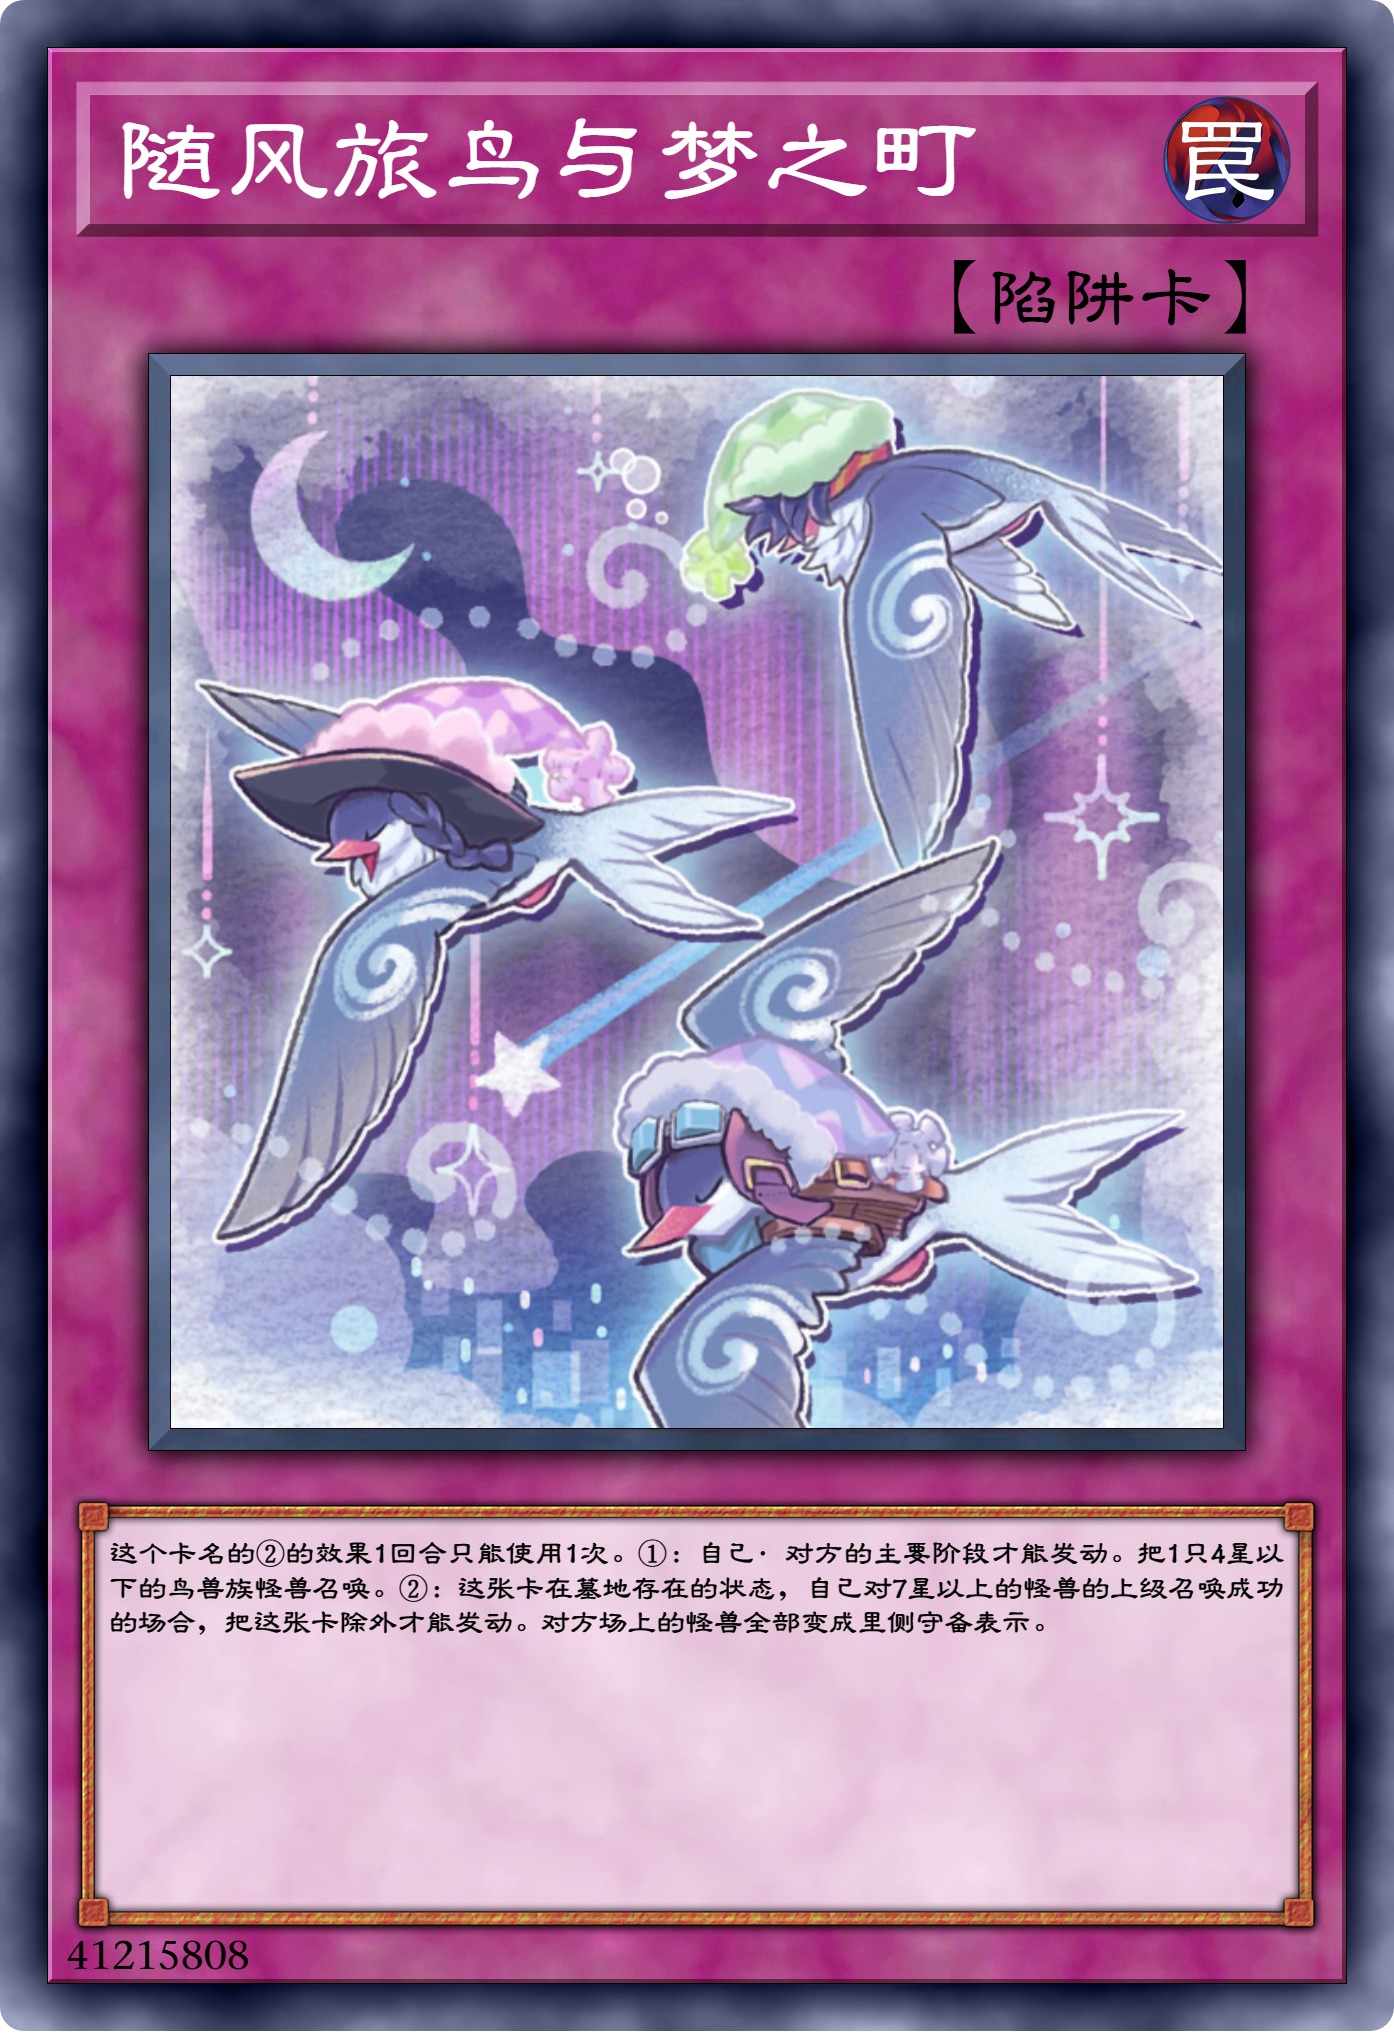 随风旅鸟与梦之町
罠
【陷阱卡】
这个卡名的②的效果1回合只能使用1次。①：自己·对方的主要阶段才能发动。把1只4星以
下的鸟兽族怪兽召唤。②：这张卡在墓地存在的状态，自己对7星以上的怪兽的上级召唤成功
的场合，把这张卡除外才能发动。对方场上的怪兽全部变成里侧守备表示。
41215808